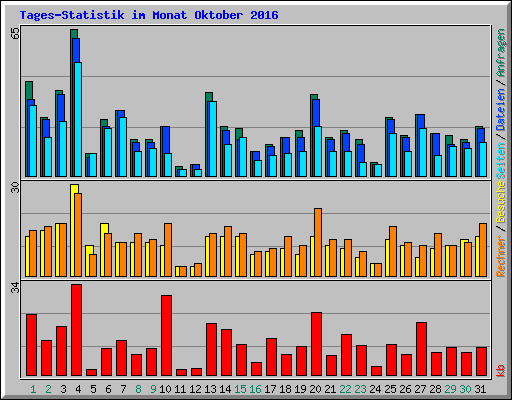 Tages-Statistik im Monat Oktober 2016
65
30
34
Rechner / Besuche Seiten / Dateien / Anfragen
kb
1 2 3 4 5 6 7 8 9 10 11 12 13 14 15 16 17 18 19 20 21 22 23 24 25 26 27 28 29 30 31